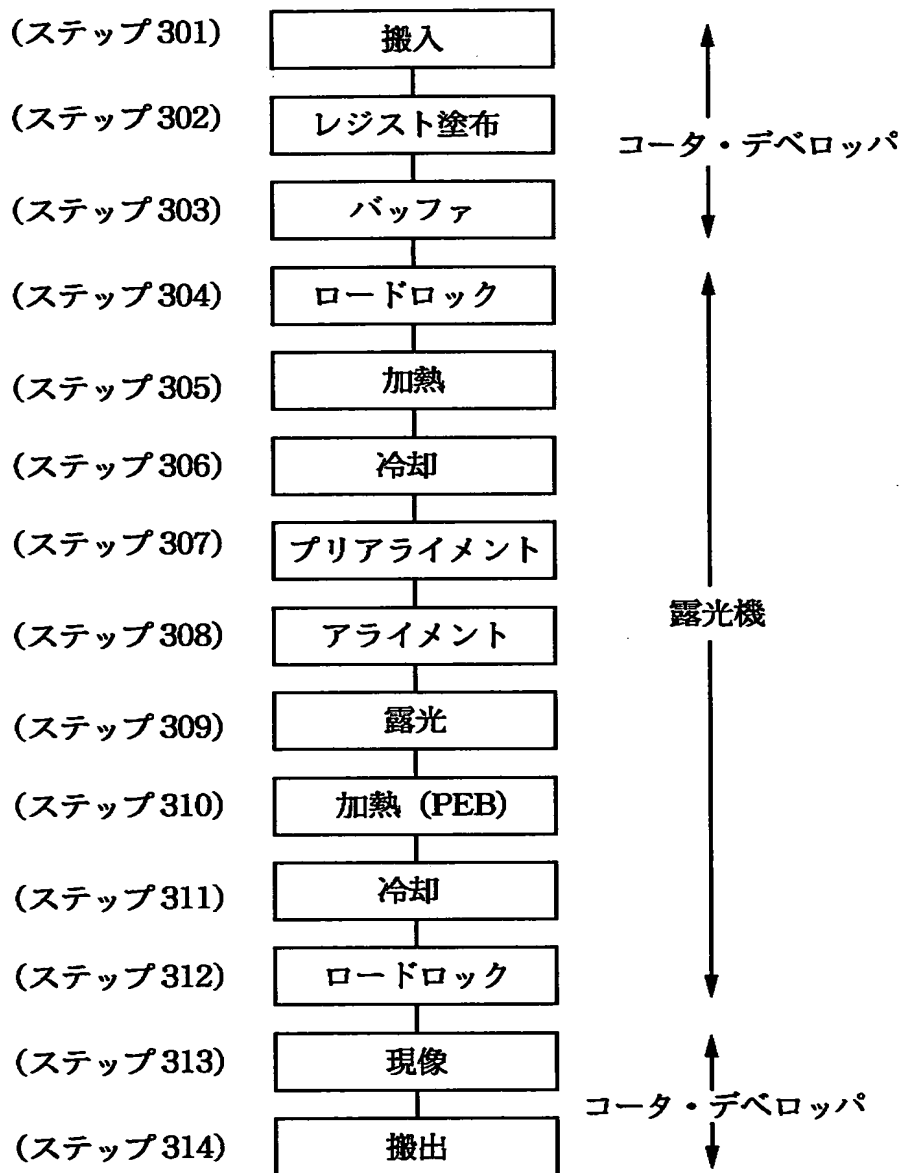 (ステップ301) 搬入
(ステップ302) レジスト塗布
コータ・デベロッパ
(ステップ303) バッファ
(ステップ304) ロードロック
(ステップ305) 加熱
(ステップ306) 冷却
(ステップ307) プリアライメント
(ステップ308) アライメント
露光機
(ステップ309) 露光
(ステップ310) 加熱 (PEB)
(ステップ311) 冷却
(ステップ312) ロードロック
(ステップ313) 現像
コータ・デベロッパ
(ステップ314) 搬出